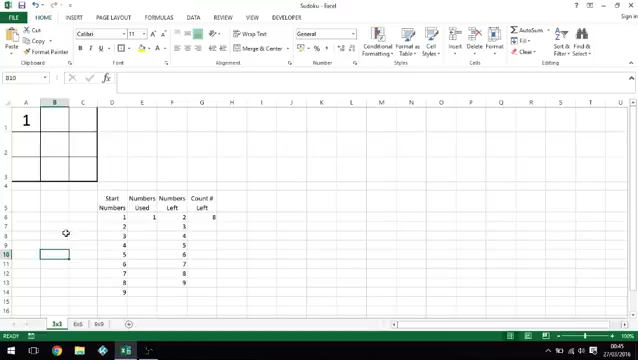 Sudoku - Excel
Sign in
FILE HOME INSERT PAGE LAYOUT FORMULAS DATA REVIEW VIEW DEVELOPER
Cut
Copy
Format Painter
Paste
Calibri 11
B I U
Wrap Text
Merge & Center
General
Conditional Formatting
Format as Table
Cell Styles
Insert Delete Format
AutoSum
Fill
Clear
Sort & Filter
Find & Select
Clipboard Font Alignment Number Styles Cells Editing
B10 fx
A B C D E F G H I J K L M N O P Q R S T U
1 1
2
3
4
5 Start Numbers Numbers Used Numbers Left Count # Left
6 1 1 2 8
7 2 3
8 3 4
9 4 5
10 5 6
11 6 7
12 7 8
13 8 9
14 9
15
16
3x3 6x6 9x9
READY
100%
00:45
27/03/2016